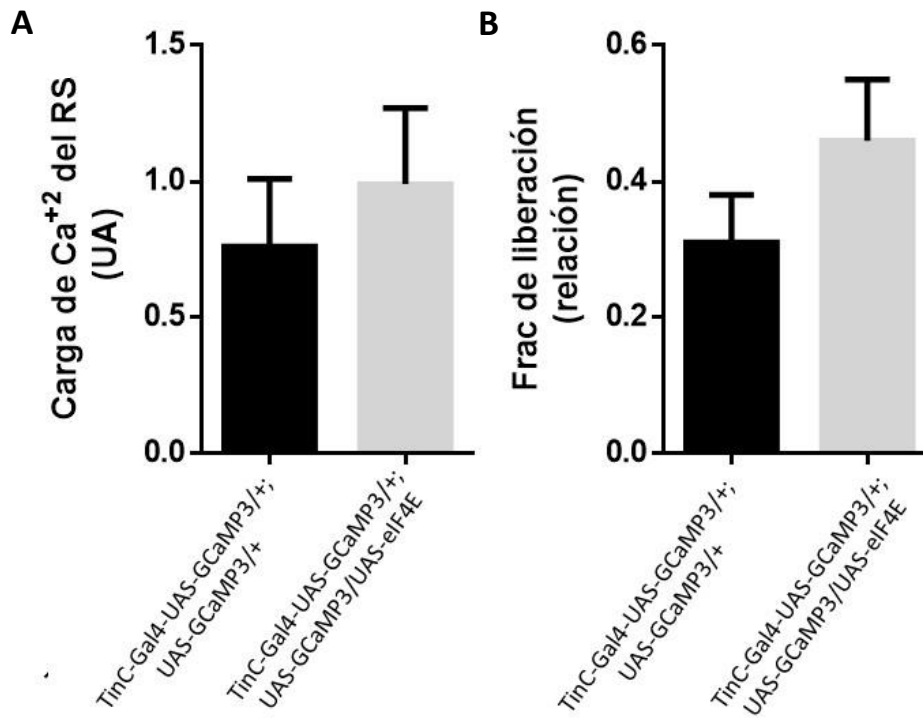 A
Carga de Ca+2 del RS
(UA)
1.5
1.0
0.5
0.0
TinC-Gal4-UAS-GCaMP3/+;
UAS-GCaMP3/+
TinC-Gal4-UAS-GCaMP3/+;
UAS-GCaMP3/UAS-eIF4E
B
Frac de liberación
(relación)
0.6
0.4
0.2
0.0
TinC-Gal4-UAS-GCaMP3/+;
UAS-GCaMP3/+
TinC-Gal4-UAS-GCaMP3/+;
UAS-GCaMP3/UAS-eIF4E